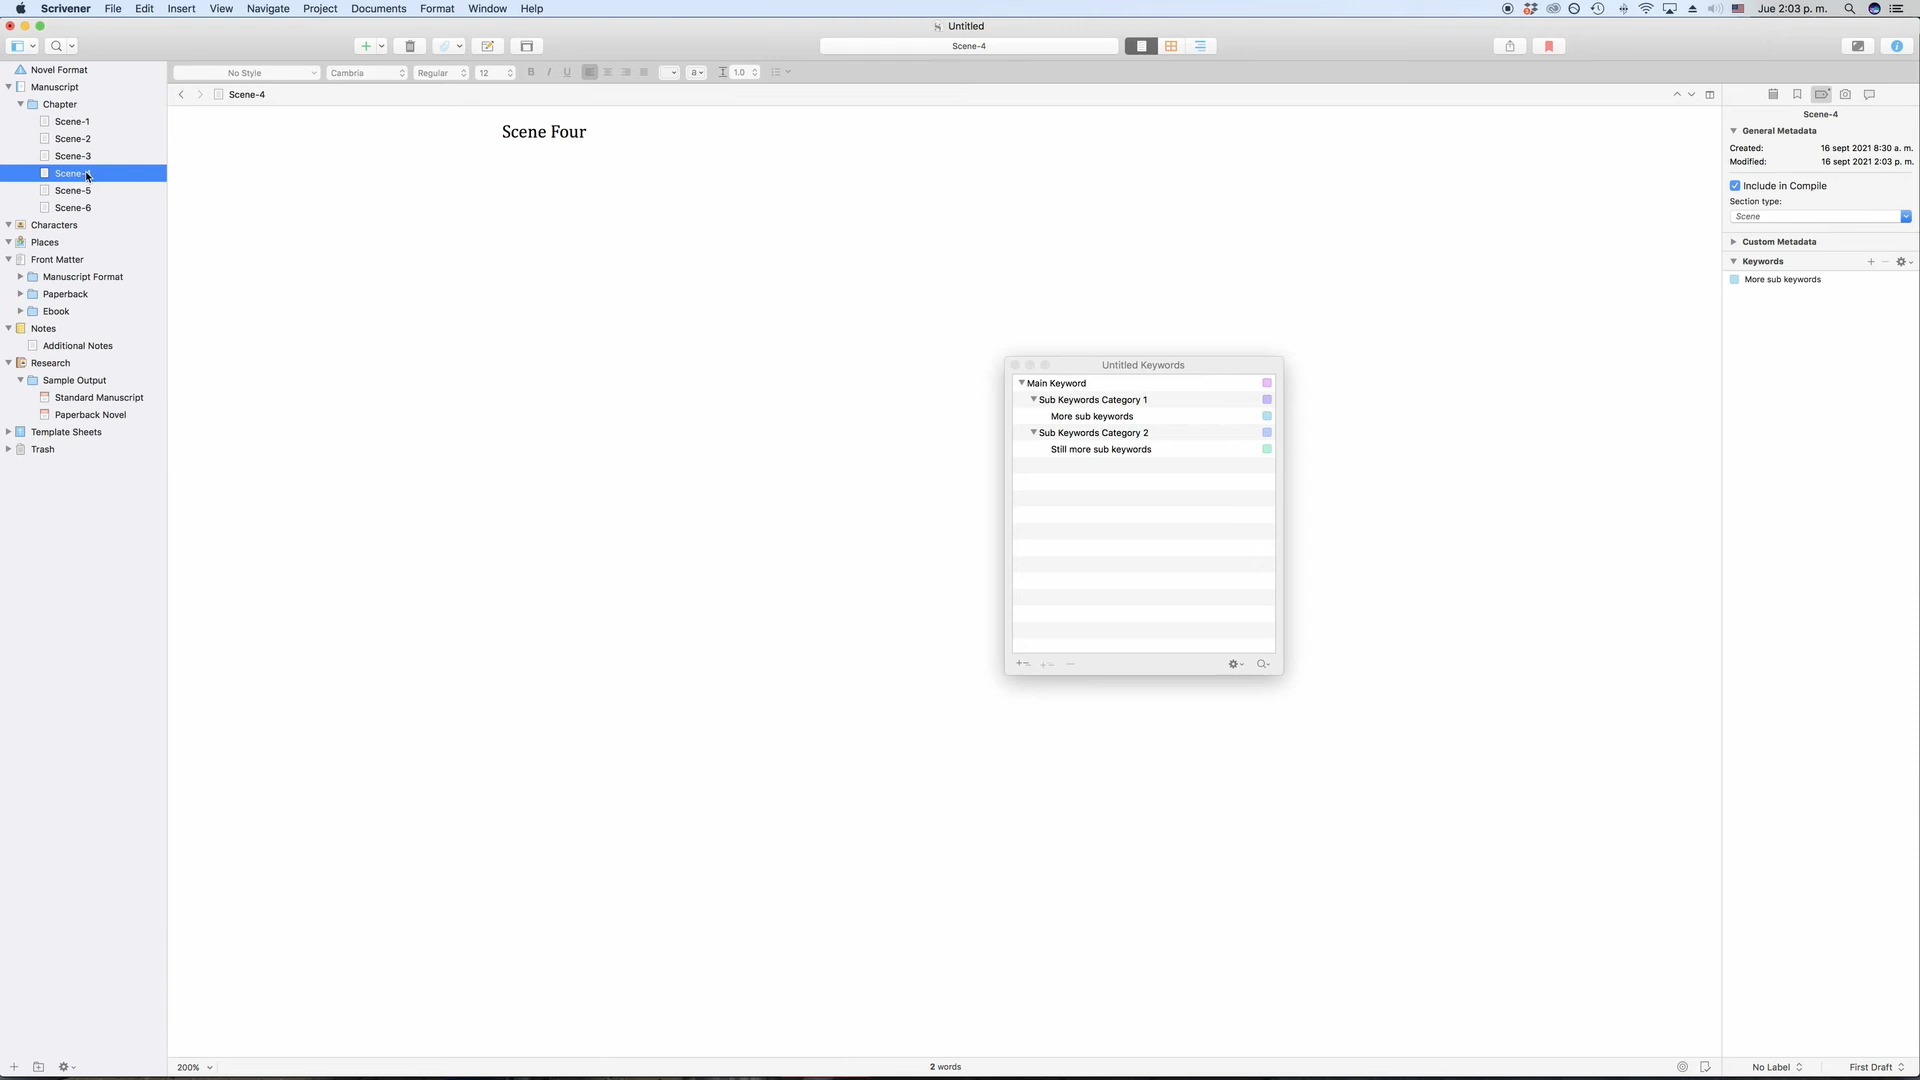 Scrivener File Edit Insert View Navigate Project Documents Format Window Help Jue 2:03 p. m.
Untitled
Scene-4
No Style Cambria Regular 12 B I U a 1.0
Scene-4
Novel Format
Manuscript
Chapter
Scene-1
Scene-2
Scene-3
Scene-4
Scene-5
Scene-6
Characters
Places
Front Matter
Manuscript Format
Paperback
Ebook
Notes
Additional Notes
Research
Sample Output
Standard Manuscript
Paperback Novel
Template Sheets
Trash
Scene Four
Untitled Keywords
Main Keyword
Sub Keywords Category 1
More sub keywords
Sub Keywords Category 2
Still more sub keywords
Scene-4
General Metadata
Created: 16 sept 2021 8:30 a. m.
Modified: 16 sept 2021 2:03 p. m.
Include in Compile
Section type:
Scene
Custom Metadata
Keywords
More sub keywords
200% 2 words No Label First Draft